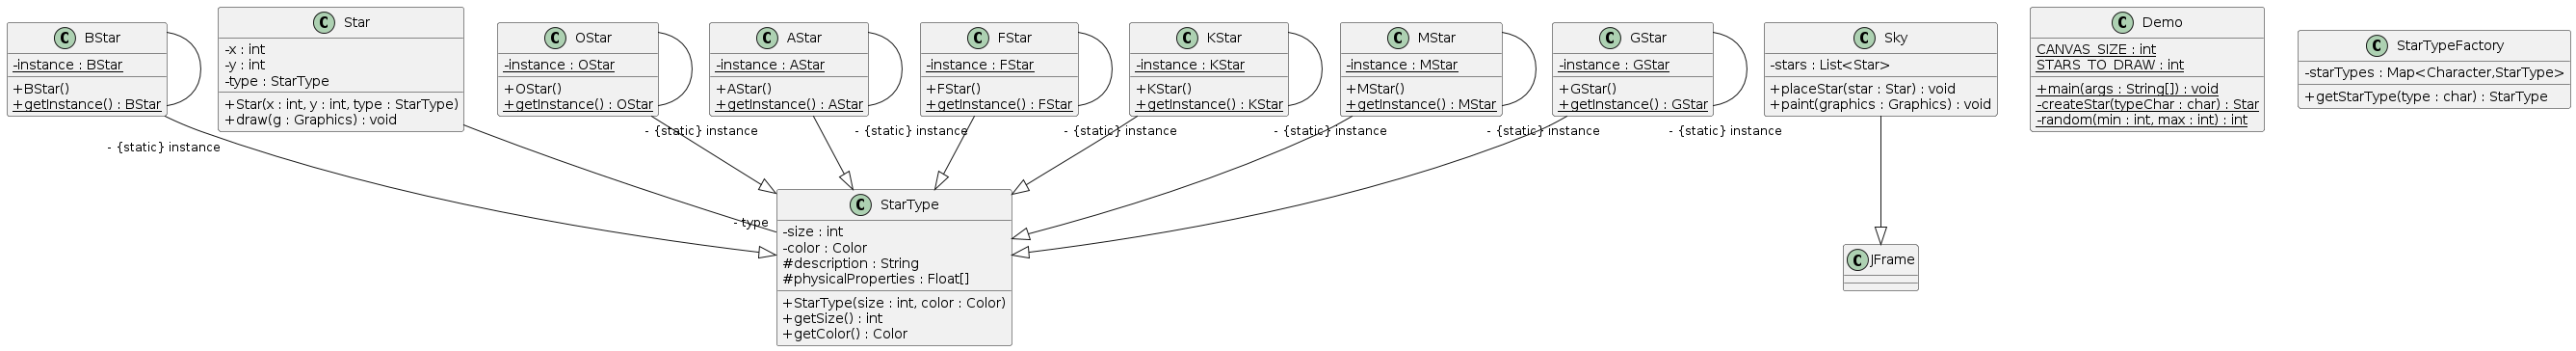 BStar
-instance : BStar
+BStar()
+getInstance() : BStar
Star
-x : int
-y : int
-type : StarType
+Star(x : int, y : int, type : StarType)
+draw(g : Graphics) : void
OStar
-instance : OStar
+OStar()
+getInstance() : OStar
AStar
-instance : AStar
+AStar()
+getInstance() : AStar
FStar
-instance : FStar
+FStar()
+getInstance() : FStar
KStar
-instance : KStar
+KStar()
+getInstance() : KStar
MStar
-instance : MStar
+MStar()
+getInstance() : MStar
GStar
-instance : GStar
+GStar()
+getInstance() : GStar
Sky
-stars : List<Star>
+placeStar(star : Star) : void
+paint(graphics : Graphics) : void
Demo
CANVAS_SIZE : int
STARS_TO_DRAW : int
+main(args : String[]) : void
-createStar(typeChar : char) : Star
-random(min : int, max : int) : int
StarTypeFactory
-starTypes : Map<Character,StarType>
+getStarType(type : char) : StarType
- {static} instance
- {static} instance
- {static} instance
- {static} instance
- {static} instance
- {static} instance
- {static} instance
- type
StarType
-size : int
-color : Color
#description : String
#physicalProperties : Float[]
+StarType(size : int, color : Color)
+getSize() : int
+getColor() : Color
JFrame
C
C
C
C
C
C
C
C
C
C
C
C
C